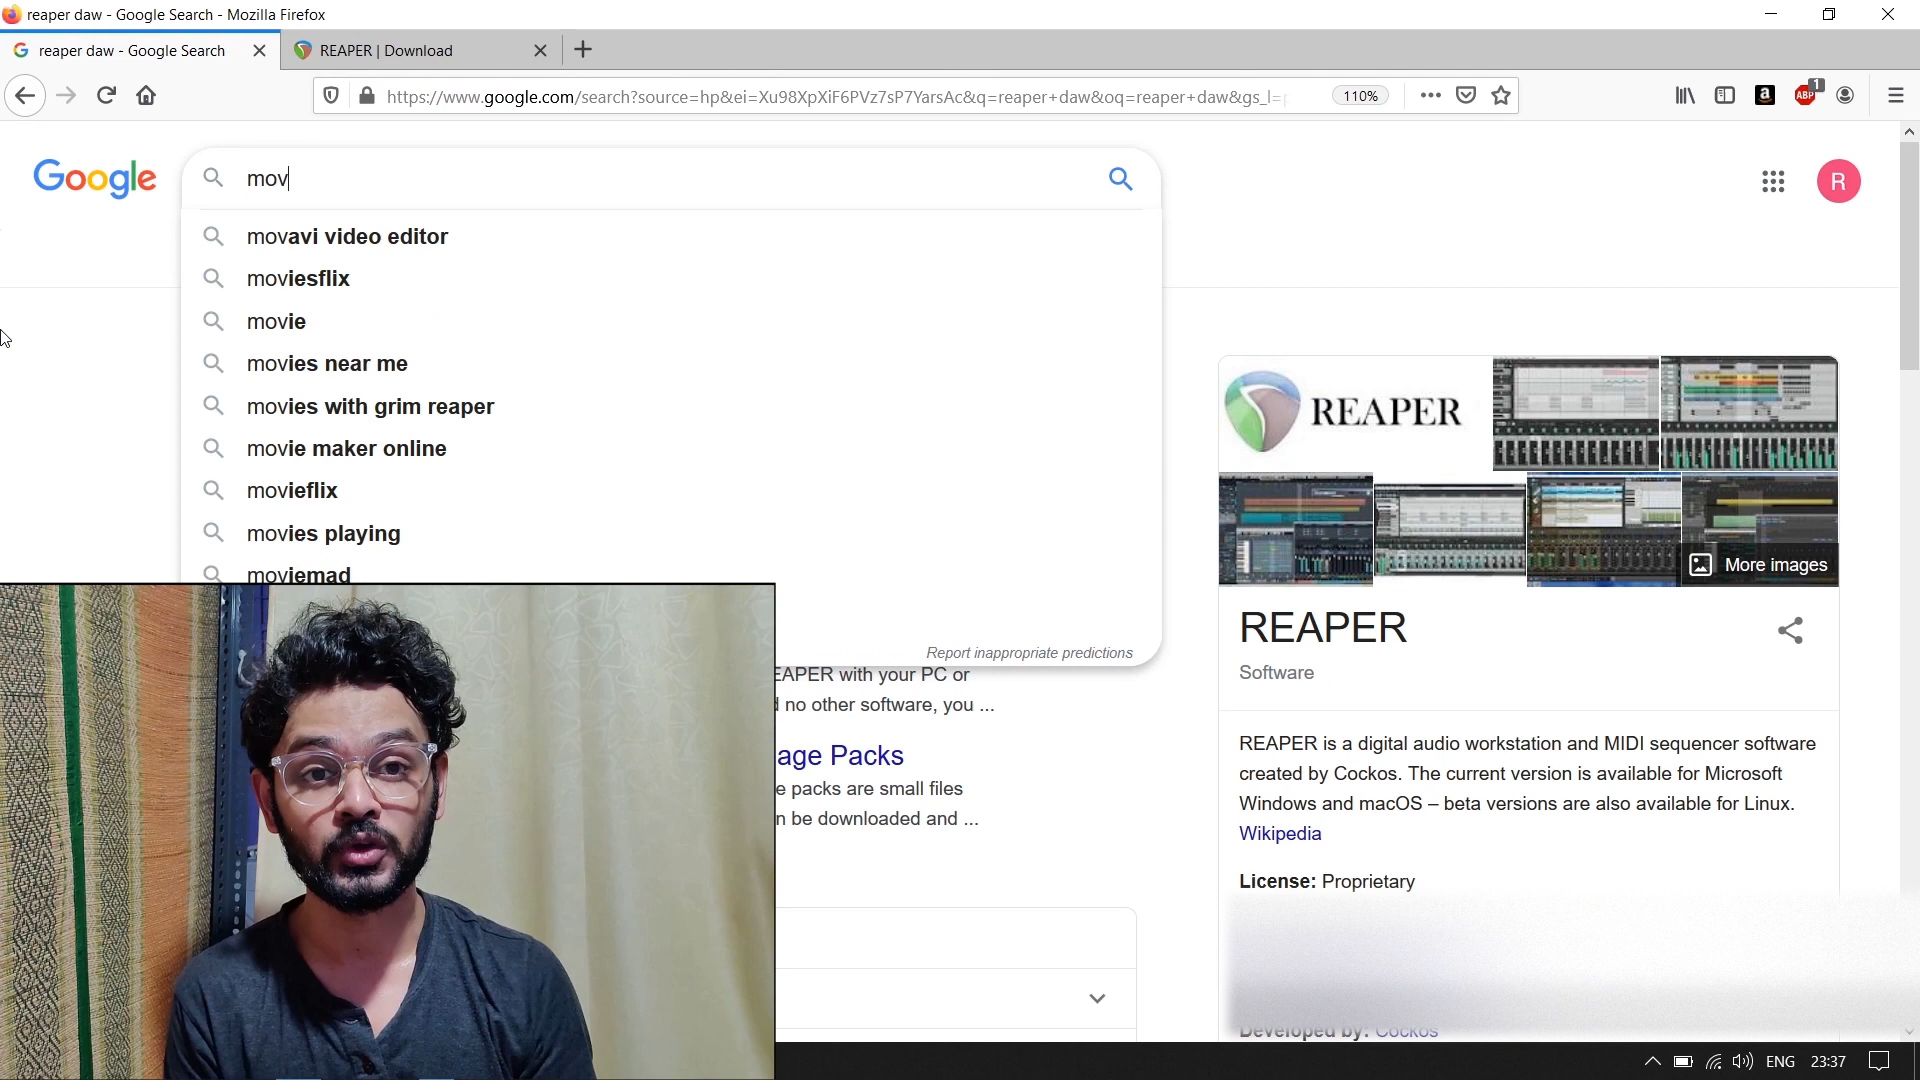 reaper daw - Google Search - Mozilla Firefox
reaper daw - Google Search
REAPER | Download
https://www.google.com/search?source=hp&ei=Xu98XpXiF6PVz7sP7YarsAc&q=reaper+daw&oq=reaper+daw&gs_l=
110%
ABP
1
Google
mov
R
movavi video editor
moviesflix
movie
movies near me
movies with grim reaper
movie maker online
movieflix
movies playing
moviemad
Report inappropriate predictions
EAPER with your PC or
no other software, you ...
age Packs
e packs are small files
n be downloaded and ...
REAPER
More images
REAPER
Software
REAPER is a digital audio workstation and MIDI sequencer software
created by Cockos. The current version is available for Microsoft
Windows and macOS – beta versions are also available for Linux.
Wikipedia
License: Proprietary
Developed by: Cockos
ENG
23:37